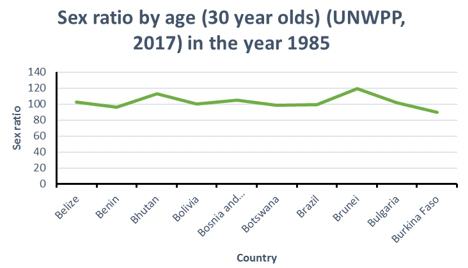 Sex ratio by age (30 year olds) (UNWPP,
2017) in the year 1985
140
120
100
80
60
40
20
0
Sex ratio
Belize
Benin
Bhutan
Bolivia
Bosnia and...
Botswana
Brazil
Brunei
Bulgaria
Burkina Faso
Country